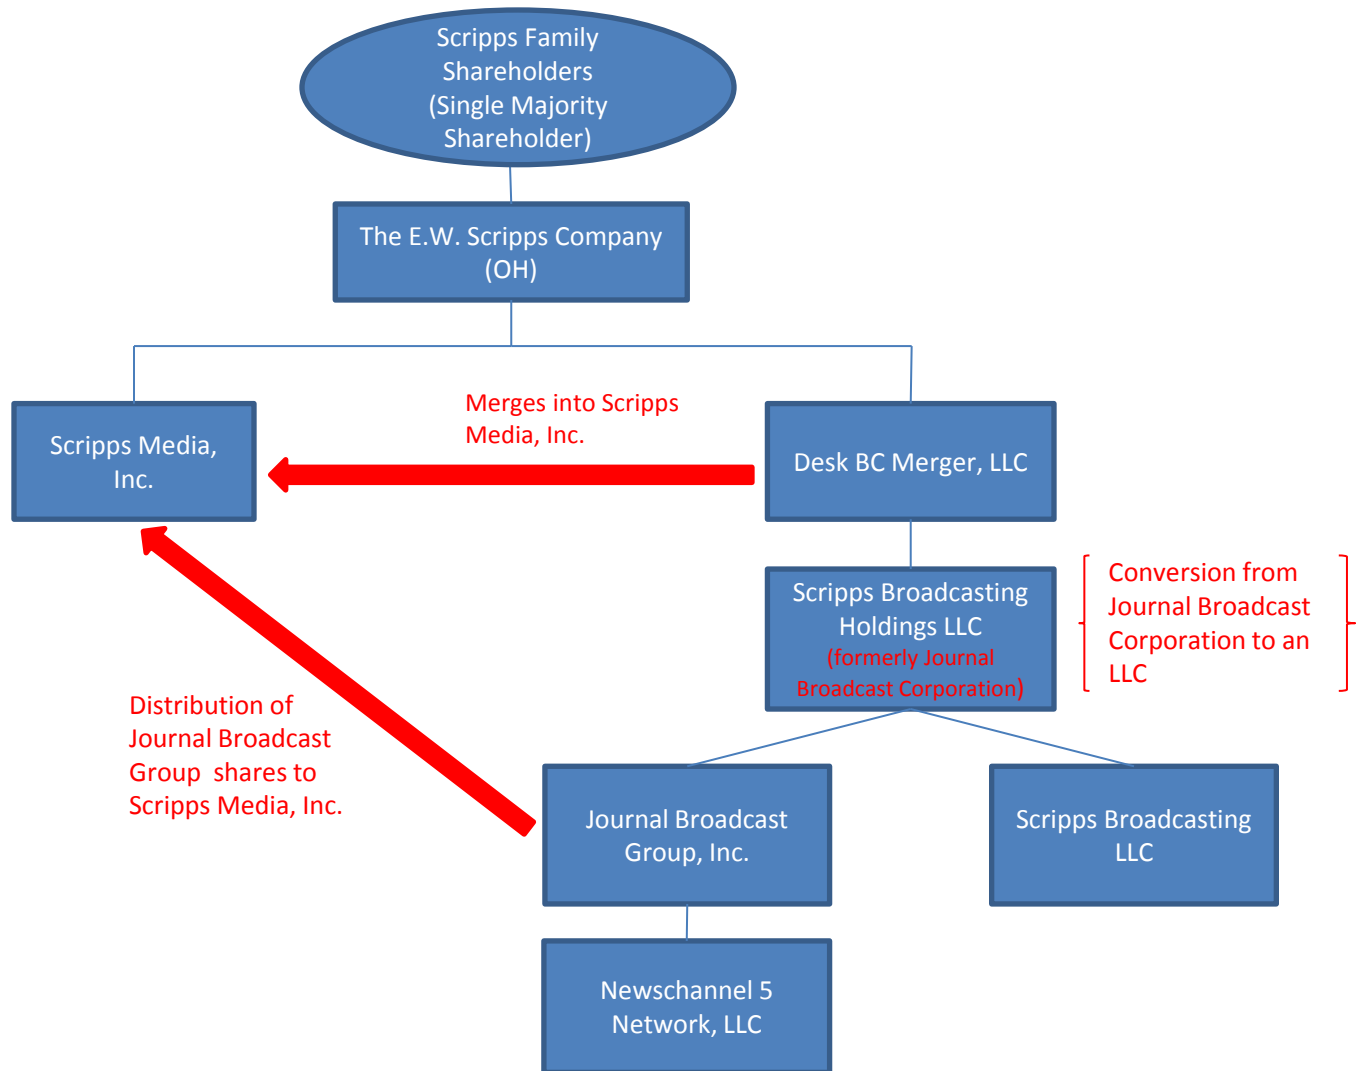 Scripps Family
Shareholders
(Single Majority
Shareholder)
The E.W. Scripps Company
(OH)
Merges into Scripps
Media, Inc.
Scripps Media,
Inc.
Desk BC Merger, LLC
Scripps Broadcasting
Holdings LLC
(formerly Journal
Broadcast Corporation)
Conversion from
Journal Broadcast
Corporation to an
LLC
Distribution of
Journal Broadcast
Group shares to
Scripps Media, Inc.
Journal Broadcast
Group, Inc.
Scripps Broadcasting
LLC
Newschannel 5
Network, LLC